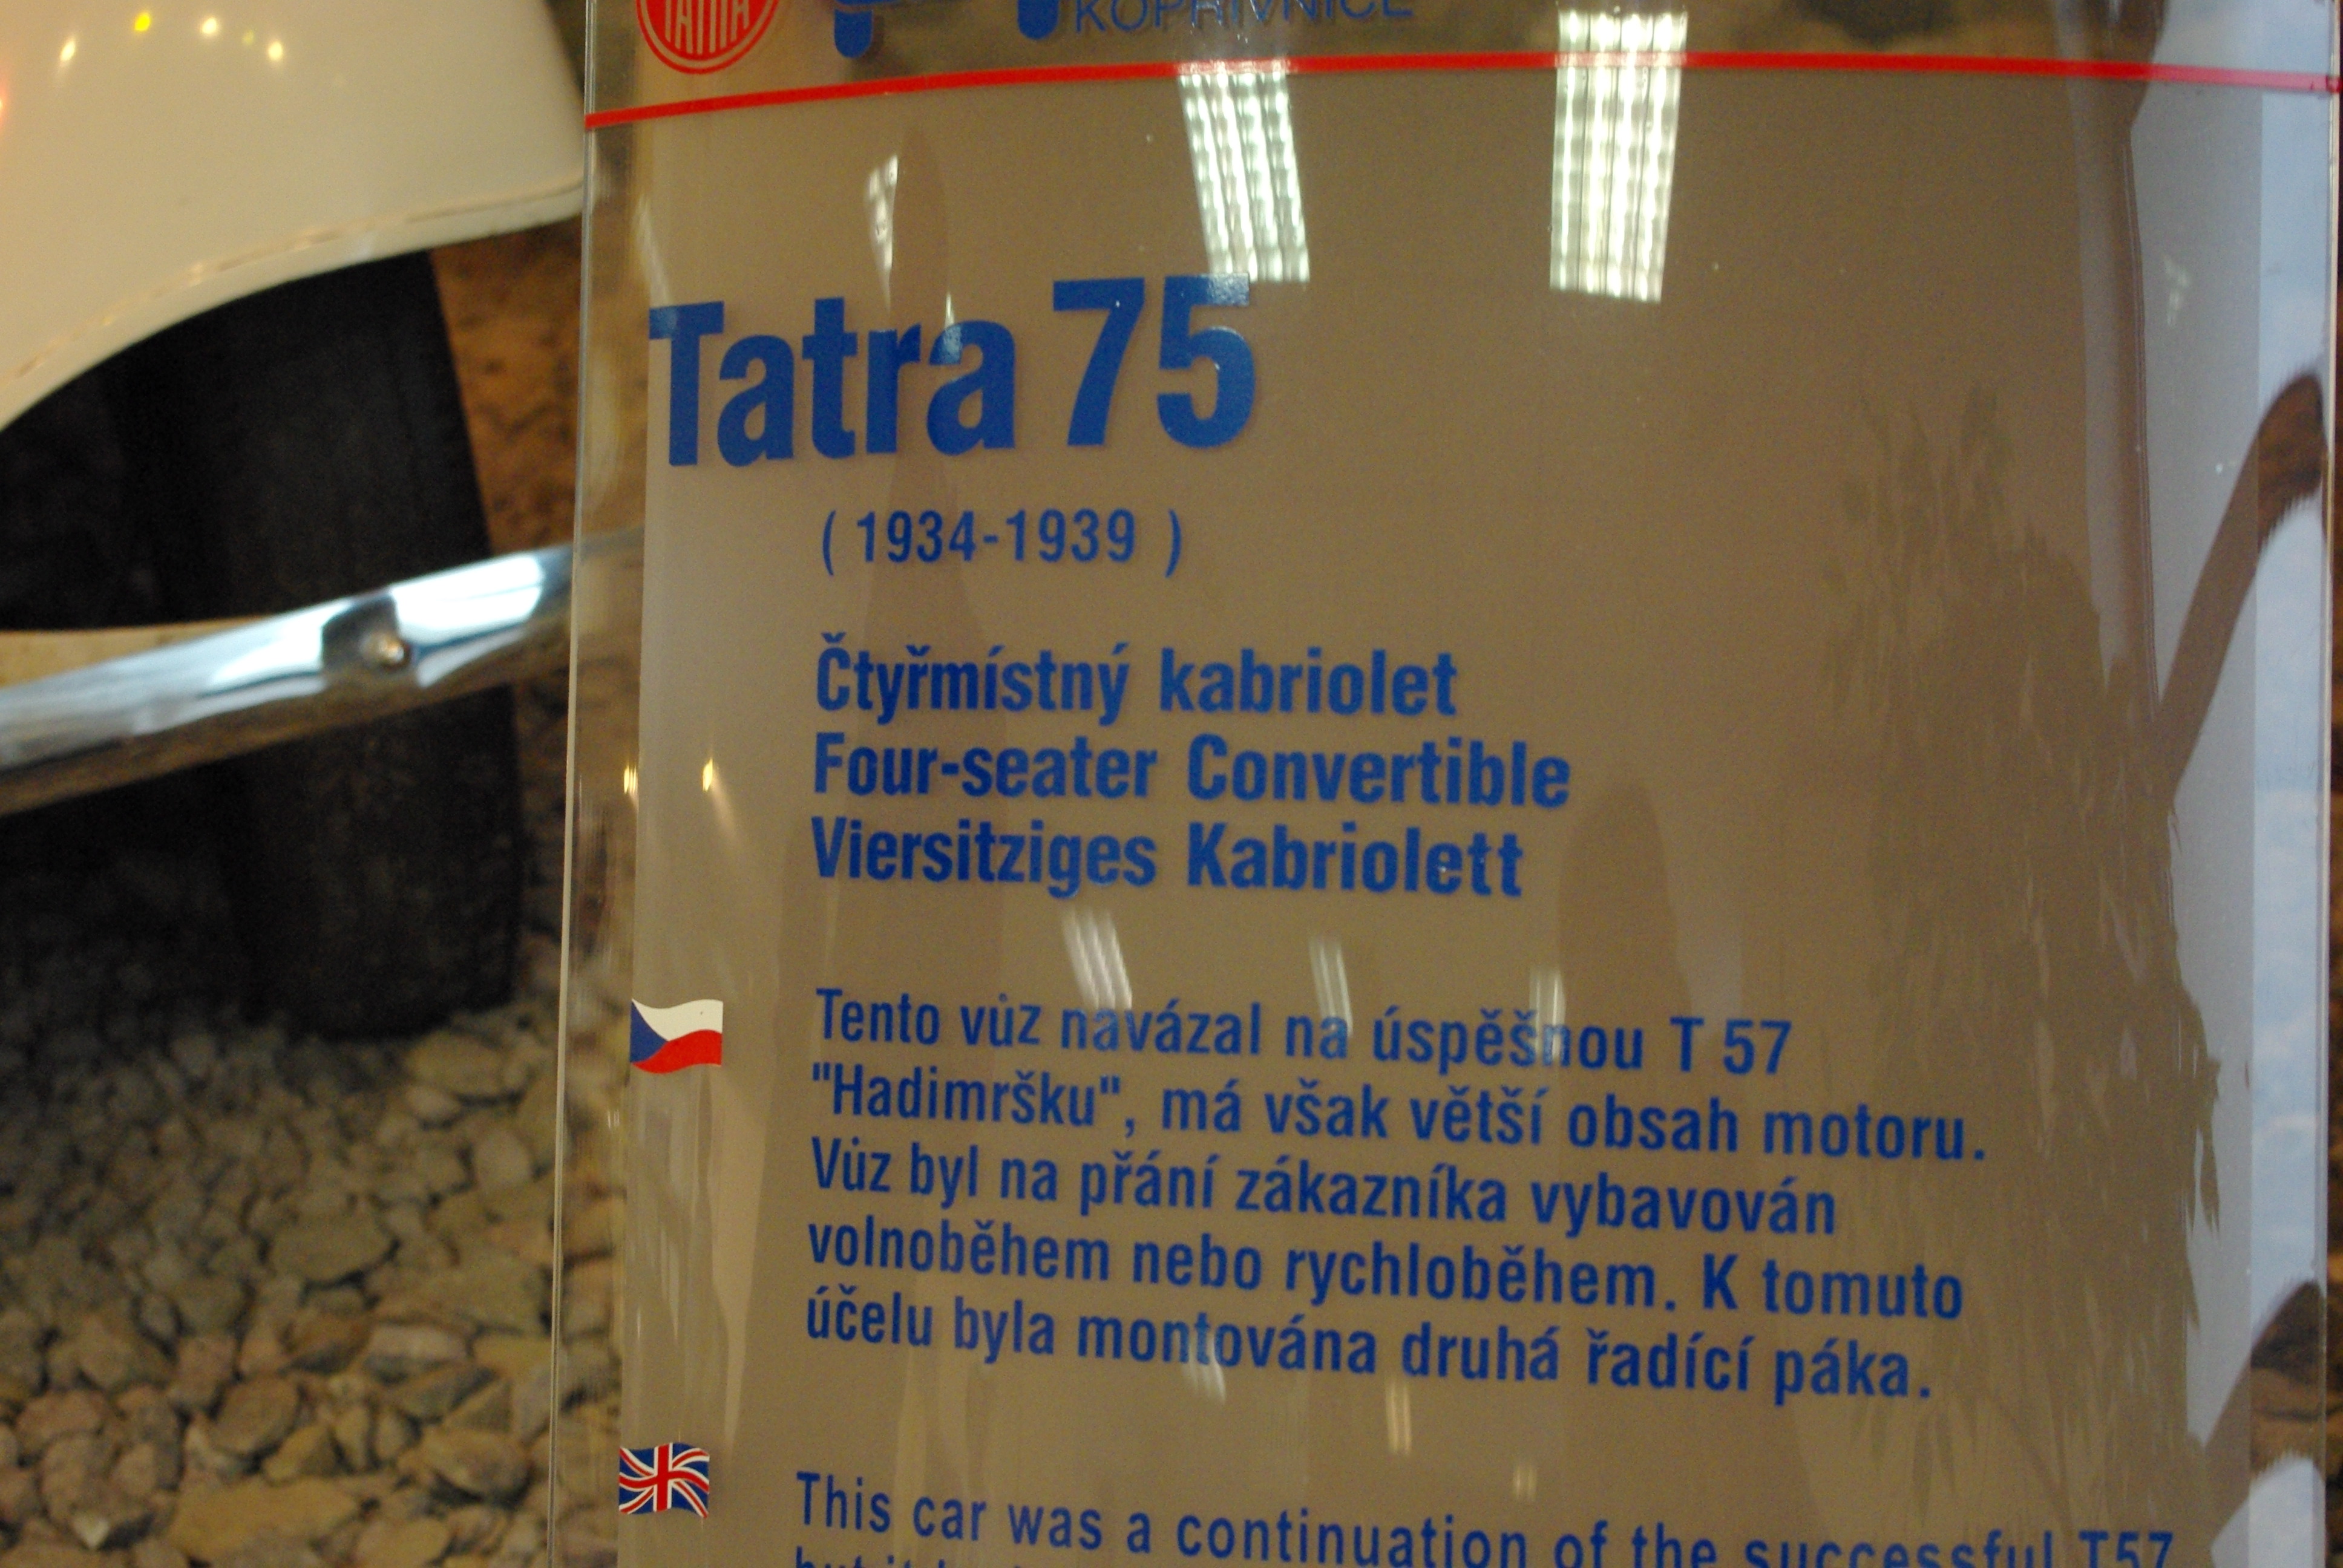 TATRA
KOPŘIVNICE
Tatra 75
( 1934-1939 )
Čtyřmístný kabriolet
Four-seater Convertible
Viersitziges Kabriolett
Tento vůz navázal na úspěšnou T 57
"Hadimršku", má však větší obsah motoru.
Vůz byl na přání zákazníka vybavován
volnoběhem nebo rychloběhem. K tomuto
účelu byla montována druhá řadící páka.
This car was a continuation of the successful T57